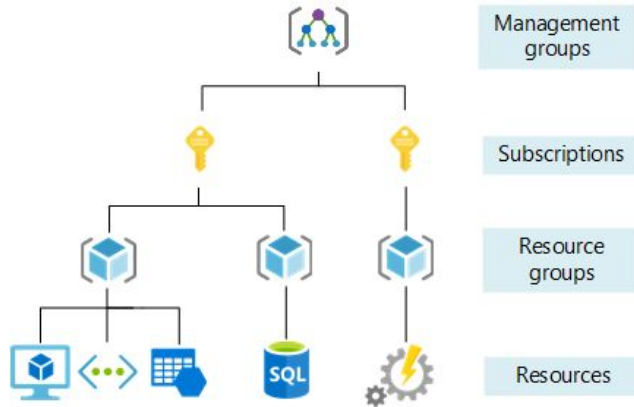 Management
groups
Subscriptions
Resource
groups
SQL
Resources